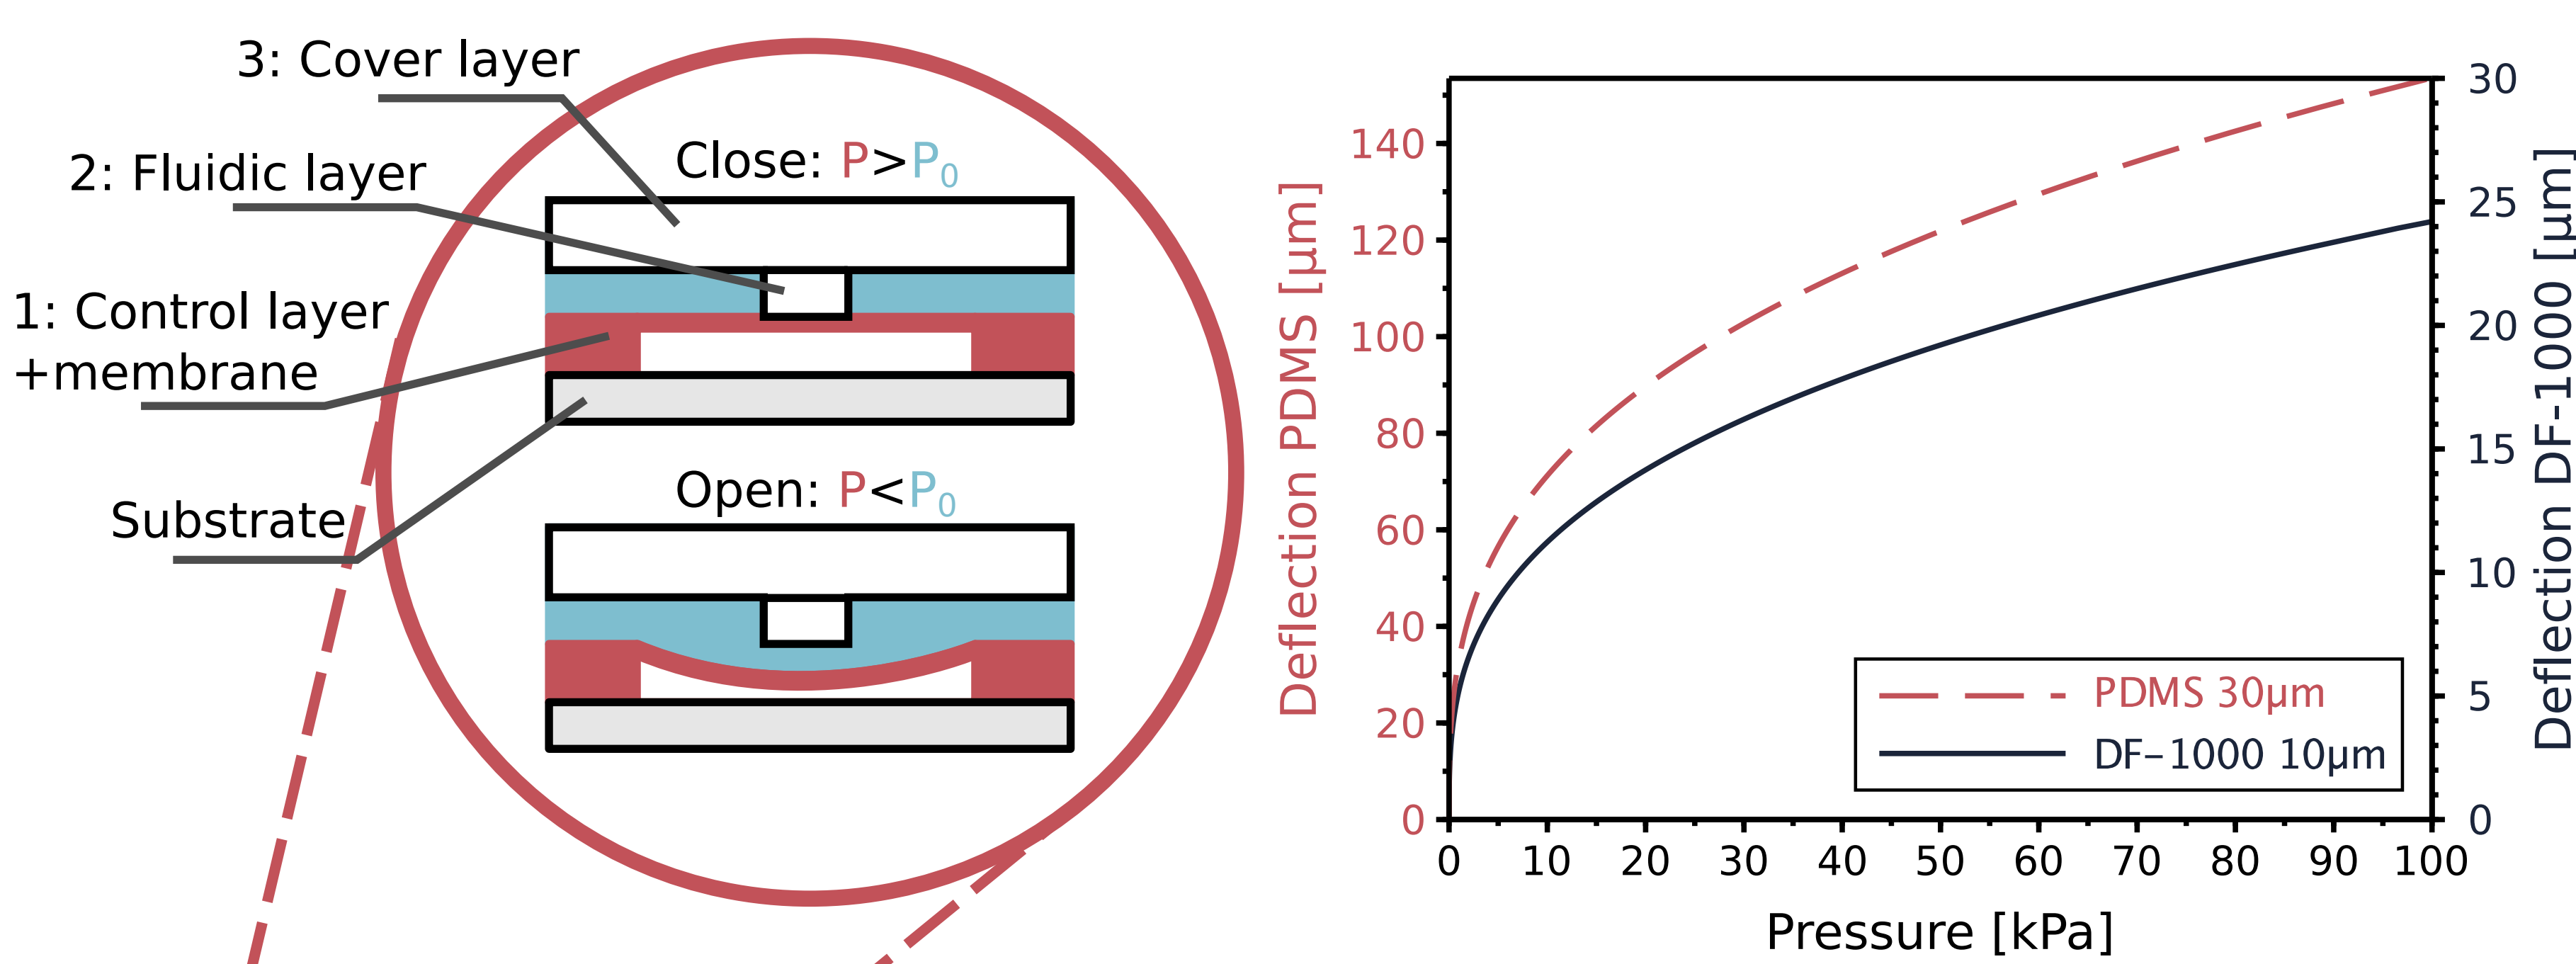 3: Cover layer
2: Fluidic layer
1: Control layer
+membrane
Substrate
Close: P>P₀
Open: P<P₀
Deflection PDMS [µm]
140
120
100
80
60
40
20
0
0 10 20 30 40 50 60 70 80 90 100
Pressure [kPa]
PDMS 30µm
DF−1000 10µm
30
25
20
15
10
5
0
Deflection DF-1000 [µm]